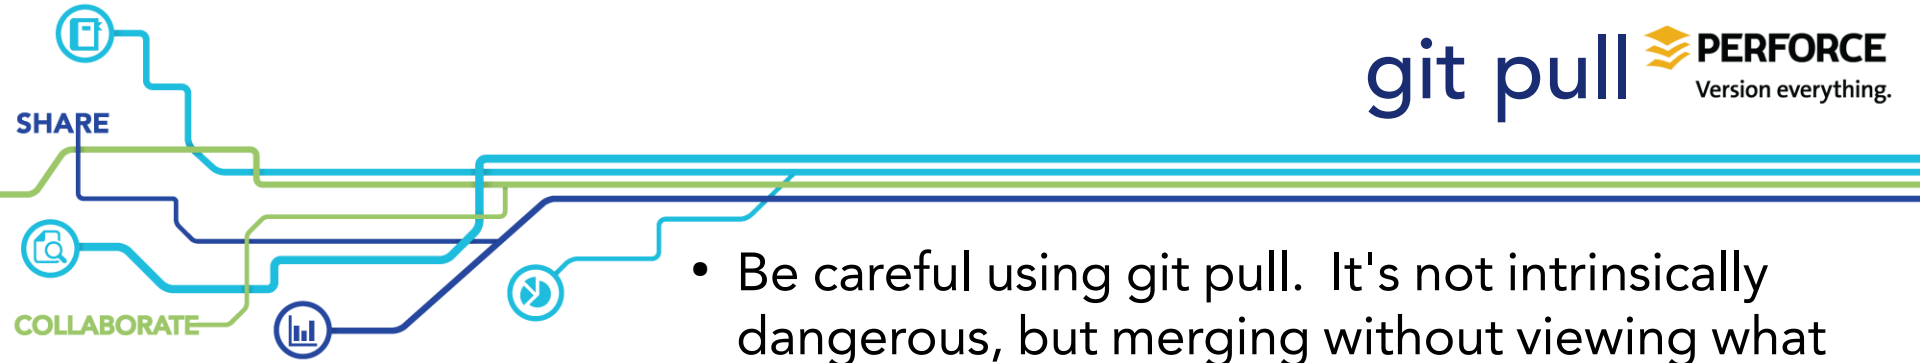 git pull
PERFORCE
Version everything.
SHARE
COLLABORATE
• Be careful using git pull.  It's not intrinsically
dangerous, but merging without viewing what